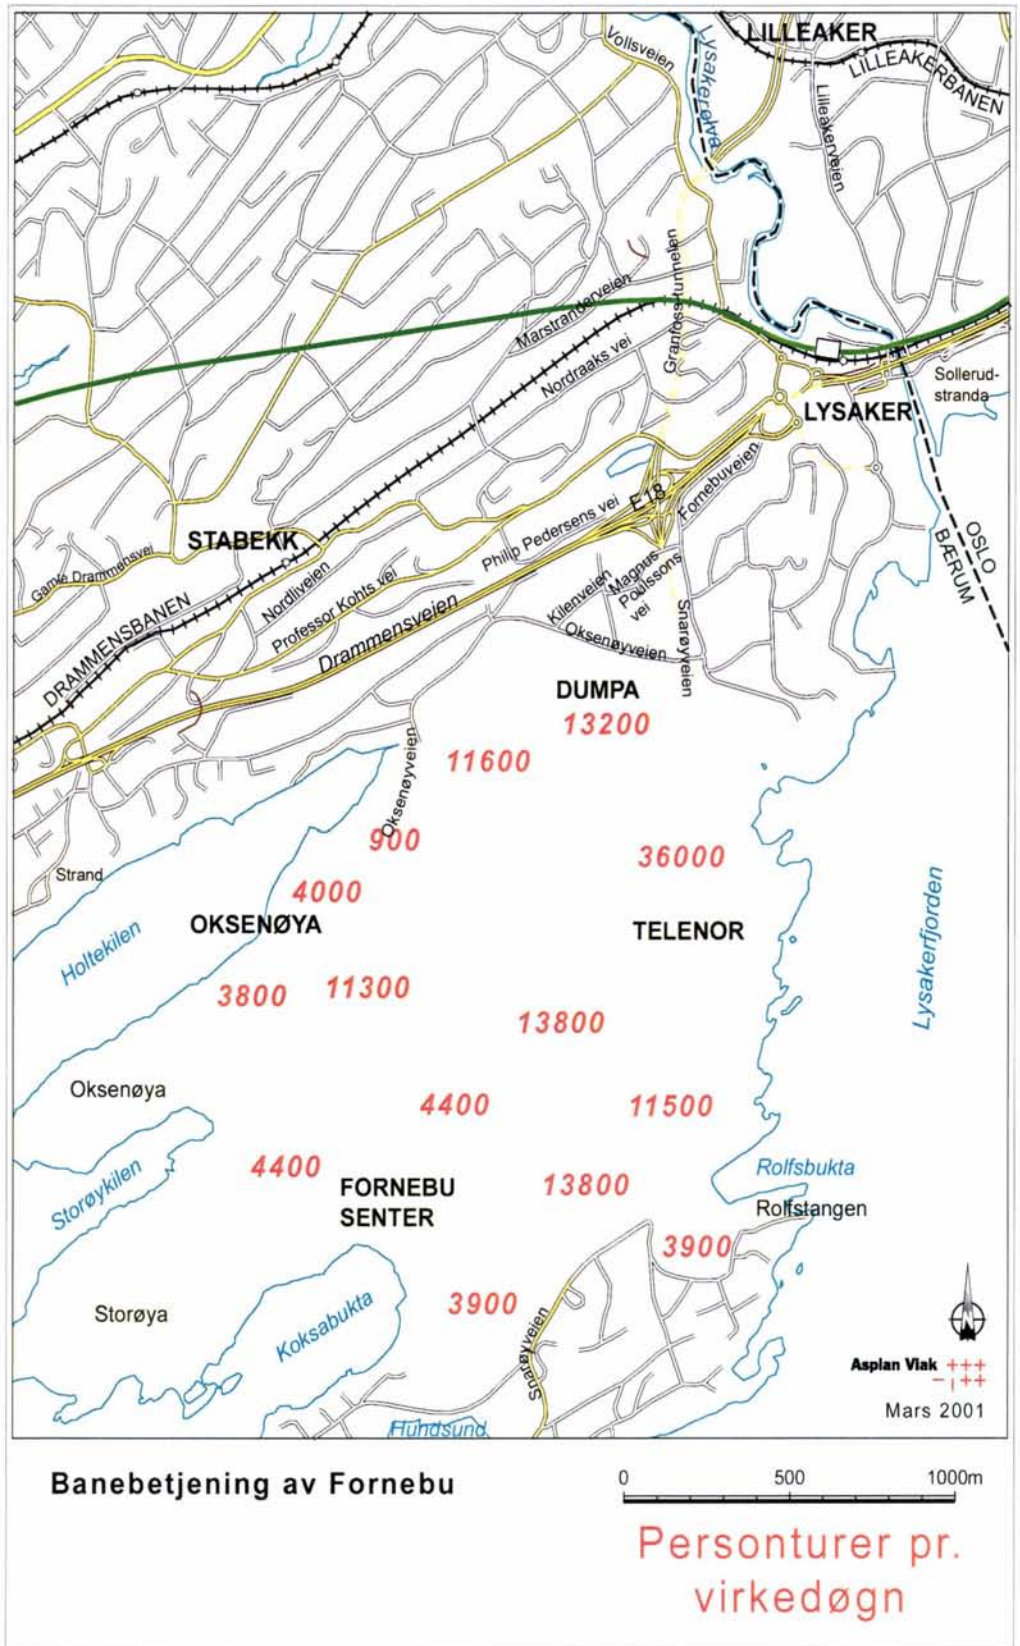 LILLEAKER
Vollsveien
Lysakerelva
LILLEAKERBANEN
Lilleakerveien
Granfoss-tunnelen
Marstranderveien
Nordraaks vei
Sollerud-
stranda
LYSAKER
E18
Fornebuveien
Philip Pedersens vei
STABEKK
OSLO
BÆRUM
Gamle Drammensvei
Nordliveien
Professor Kohts vei
Kilenveien
Magnus
Poulssons
vei
DRAMMENSBANEN
Drammensveien
Oksenøyveien
Snarøyveien
DUMPA
13200
11600
Oksenøyveien
900
36000
Strand
4000
OKSENØYA
TELENOR
Holtekilen
Lysakerfjorden
3800
11300
13800
Oksenøya
4400
11500
Storøykilen
4400
FORNEBU
SENTER
13800
Rolfsbukta
Rolfstangen
3900
3900
Storøya
Koksabukta
Snarøyveien
Asplan Viak
Mars 2001
Hundsund
Banebetjening av Fornebu
0 500 1000m
Personturer pr.
virkedøgn